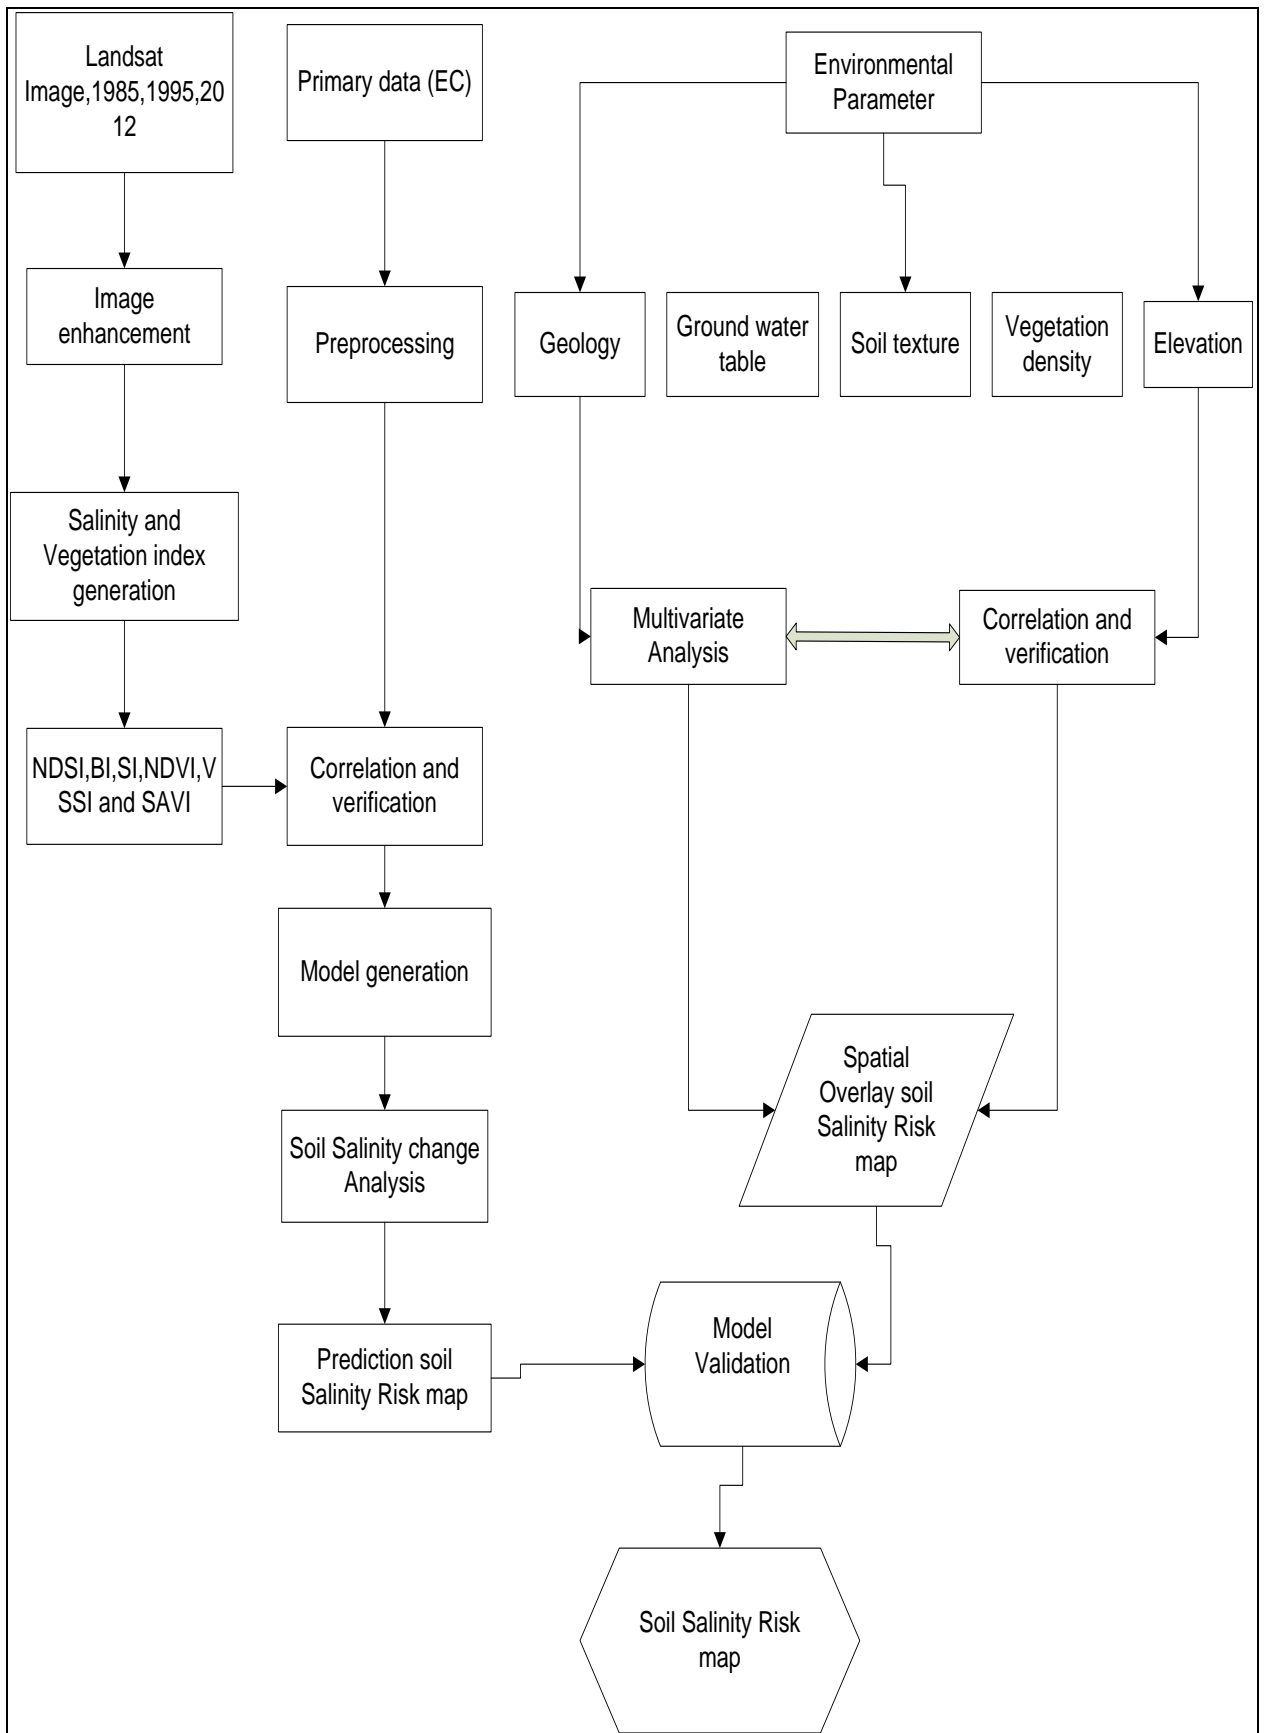 Landsat
Image,1985,1995,20
12
Primary data (EC)
Environmental
Parameter
Image
enhancement
Preprocessing
Geology
Ground water
table
Soil texture
Vegetation
density
Elevation
Salinity and
Vegetation index
generation
Multivariate
Analysis
Correlation and
verification
NDSI,BI,SI,NDVI,V
SSI and SAVI
Correlation and
verification
Model generation
Spatial
Overlay soil
Salinity Risk
map
Soil Salinity change
Analysis
Prediction soil
Salinity Risk map
Model
Validation
Soil Salinity Risk
map